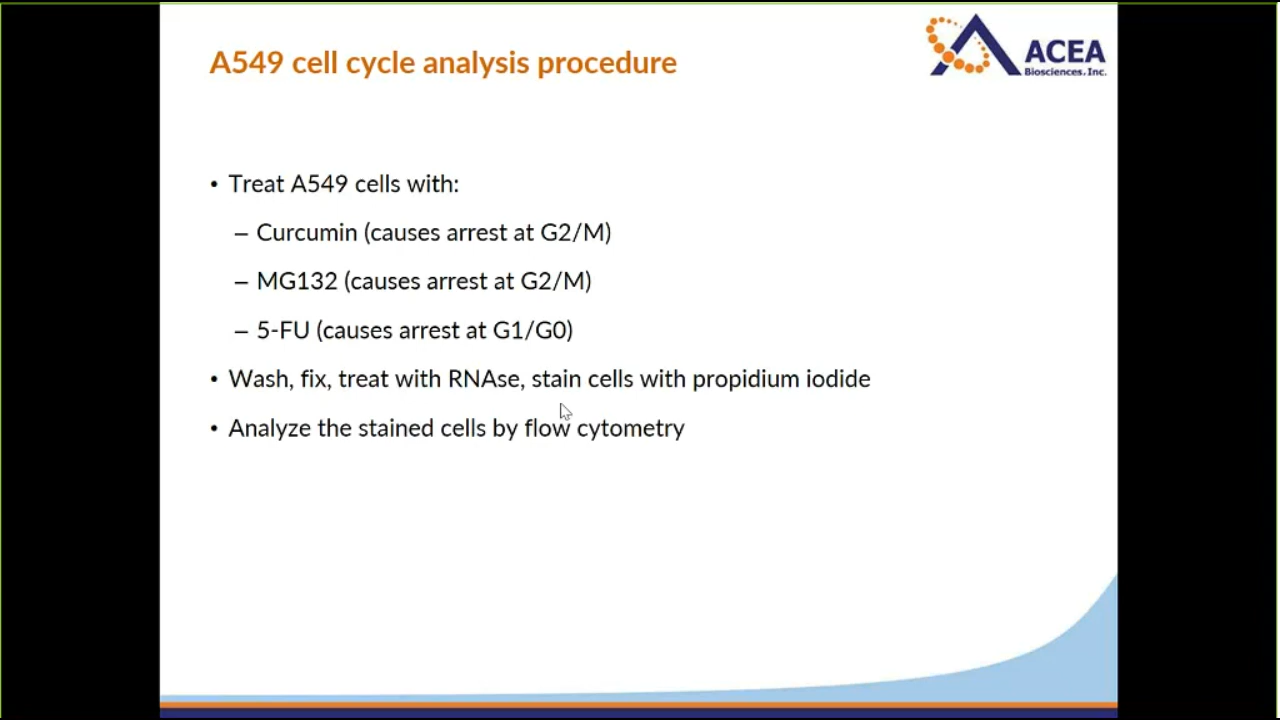 A549 cell cycle analysis procedure
ACEA
Biosciences, Inc.
• Treat A549 cells with:
– Curcumin (causes arrest at G2/M)
– MG132 (causes arrest at G2/M)
– 5-FU (causes arrest at G1/G0)
• Wash, fix, treat with RNAse, stain cells with propidium iodide
• Analyze the stained cells by flow cytometry